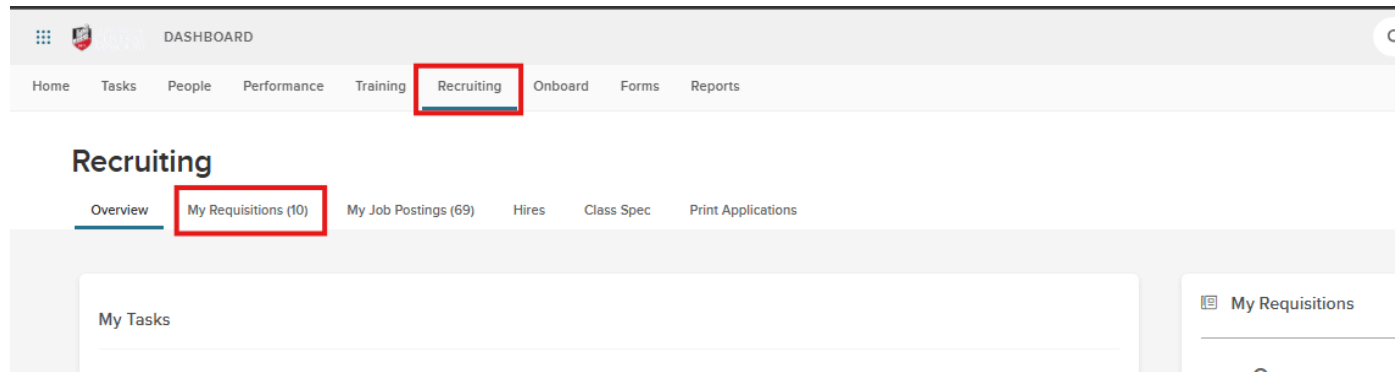 DASHBOARD
Home Tasks People Performance Training Recruiting Onboard Forms Reports
Recruiting
Overview My Requisitions (10) My Job Postings (69) Hires Class Spec Print Applications
My Tasks
My Requisitions